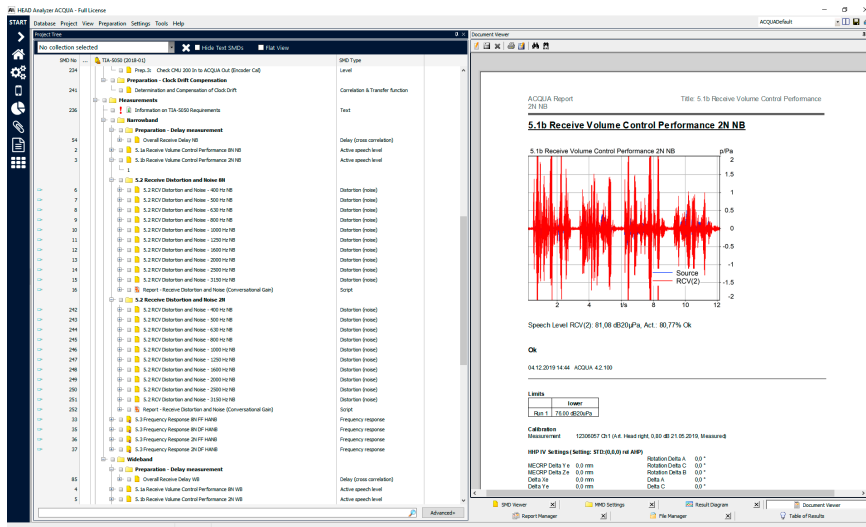 HEAD Analyzer ACQUA - Full License
START Database Project View Preparation Settings Tools Help ACQUADefault
Project Tree
No collection selected Hide Text SMDs Flat View
SMD No ... TIA-5050 (2018-01) SMD Type
234 Prep.3: Check CMU 200 In to ACQUA Out (Encoder Cal) Level
Preparation - Clock Drift Compensation
241 Determination and Compensation of Clock Drift Correlation & Transfer function
Measurements
236 Information on TIA-5050 Requirements Text
Narrowband
Preparation - Delay measurement
54 Overall Receive Delay NB Delay (cross correlation)
2 5.1a Receive Volume Control Performance 8N NB Active speech level
3 5.1b Receive Volume Control Performance 2N NB Active speech level
1
5.2 Receive Distortion and Noise 8N
6 5.2 RCV Distortion and Noise - 400 Hz NB Distortion (noise)
7 5.2 RCV Distortion and Noise - 500 Hz NB Distortion (noise)
8 5.2 RCV Distortion and Noise - 630 Hz NB Distortion (noise)
9 5.2 RCV Distortion and Noise - 800 Hz NB Distortion (noise)
10 5.2 RCV Distortion and Noise - 1000 Hz NB Distortion (noise)
11 5.2 RCV Distortion and Noise - 1250 Hz NB Distortion (noise)
12 5.2 RCV Distortion and Noise - 1600 Hz NB Distortion (noise)
13 5.2 RCV Distortion and Noise - 2000 Hz NB Distortion (noise)
14 5.2 RCV Distortion and Noise - 2500 Hz NB Distortion (noise)
15 5.2 RCV Distortion and Noise - 3150 Hz NB Distortion (noise)
16 Report - Receive Distortion and Noise (Conversational Gain) Script
5.2 Receive Distortion and Noise 2N
242 5.2 RCV Distortion and Noise - 400 Hz NB Distortion (noise)
243 5.2 RCV Distortion and Noise - 500 Hz NB Distortion (noise)
244 5.2 RCV Distortion and Noise - 630 Hz NB Distortion (noise)
245 5.2 RCV Distortion and Noise - 800 Hz NB Distortion (noise)
246 5.2 RCV Distortion and Noise - 1000 Hz NB Distortion (noise)
247 5.2 RCV Distortion and Noise - 1250 Hz NB Distortion (noise)
248 5.2 RCV Distortion and Noise - 1600 Hz NB Distortion (noise)
249 5.2 RCV Distortion and Noise - 2000 Hz NB Distortion (noise)
250 5.2 RCV Distortion and Noise - 2500 Hz NB Distortion (noise)
251 5.2 RCV Distortion and Noise - 3150 Hz NB Distortion (noise)
252 Report - Receive Distortion and Noise (Conversational Gain) Script
33 5.3 Frequency Response 8N FF HANB Frequency response
35 5.3 Frequency Response 8N DF HANB Frequency response
36 5.3 Frequency Response 2N FF HANB Frequency response
37 5.3 Frequency Response 2N DF HANB Frequency response
Wideband
Preparation - Delay measurement
85 Overall Receive Delay WB Delay (cross correlation)
4 5.1a Receive Volume Control Performance 8N WB Active speech level
5 5.1b Receive Volume Control Performance 2N WB Active speech level
Advanced+
Document Viewer
ACQUA Report Title: 5.1b Receive Volume Control Performance
2N NB
5.1b Receive Volume Control Performance 2N NB
5.1b Receive Volume Control Performance 2N NB p/Pa
2
1.5
1
0.5
0
-0.5
-1
-1.5
-2
Source
RCV(2)
2 4 t/s 8 10 12
Speech Level RCV(2): 81,08 dB20µPa, Act.: 80,77% Ok
Ok
04.12.2019 14:44 ACQUA 4.2.100
Limits
lower
Run 1 76.00 dB20uPa
Calibration
Measurement 12306057 Ch1 (Art. Head right, 0,80 dB 21.05.2019, Measured)
HHP IV Settings (Setting: STD:(0,0,0) rel AHP)
Rotation Delta A 0,0 °
MECRP Delta Ye 0,0 mm Rotation Delta C 0,0 °
MECRP Delta Ze 0,0 mm Rotation Delta B 0,0 °
Delta Xe 0,0 mm Delta A 0,0 °
Delta Ye 0,0 mm Delta C 0,0 °
SMD Viewer MMD Settings Result Diagram Document Viewer
Report Manager File Manager Table of Results